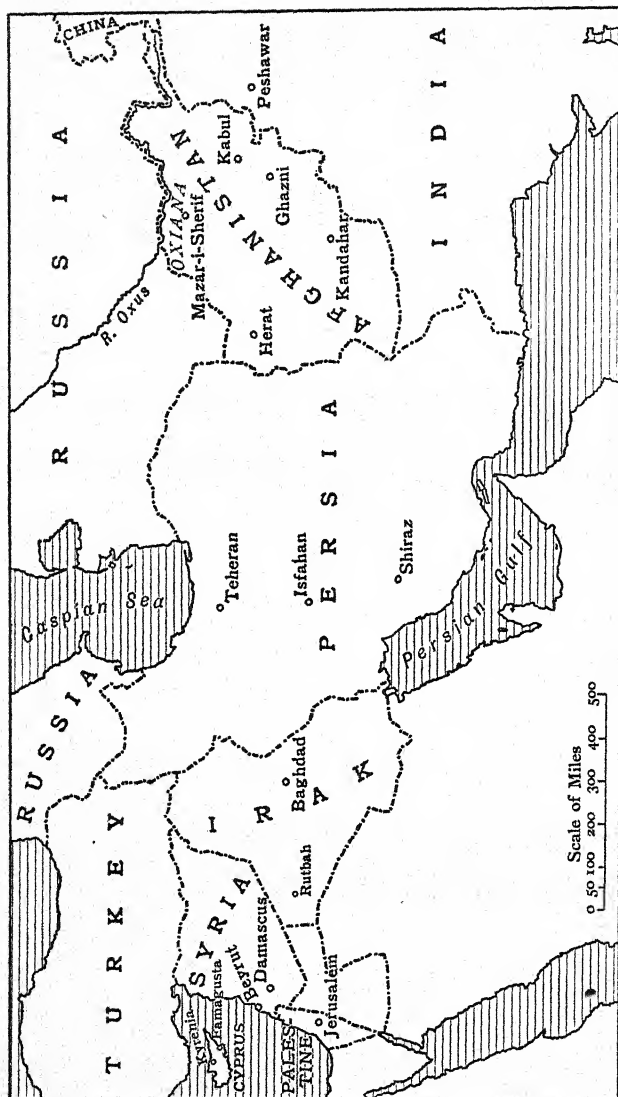 CHINA
RUSSIA
R. Oxus
OXIANA
Mazar-i-Sherif
AFGHANISTAN
Kabul
Peshawar
Ghazni
Kandahar
Herat
INDIA
RUSSIA
Caspian Sea
Teheran
Isfahan
PERSIA
Shiraz
Persian Gulf
TURKEY
IRAK
Baghdad
Rutbah
SYRIA
Damascus
Beyrut
Kyrenia
Famagusta
CYPRUS
PALES
TINE
Jerusalem
Scale of Miles
0 50 100 200 300 400 500